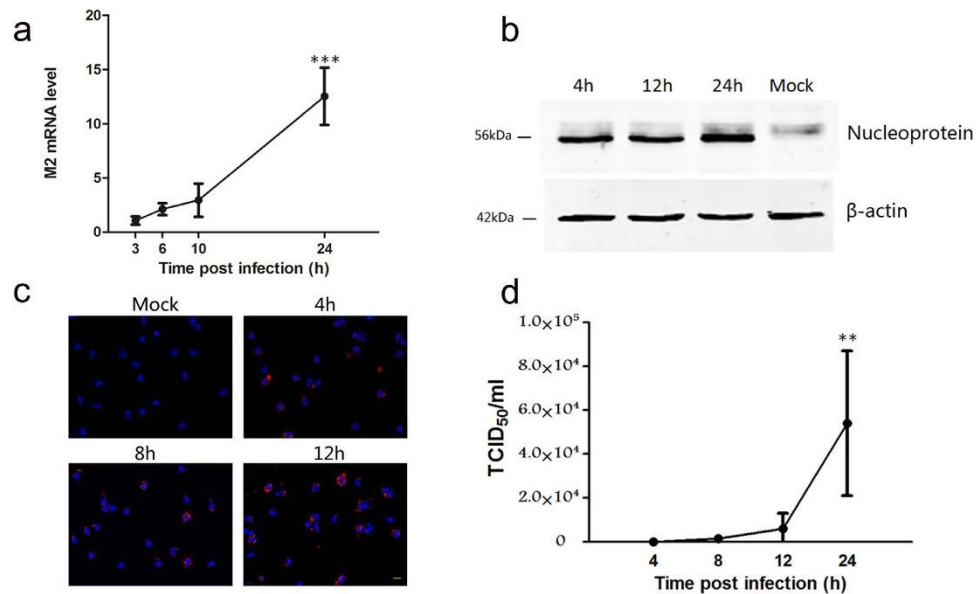 a
20
15
10
5
0
M2 mRNA level
***
3 6 10 24
Time post infection (h)
b
4h 12h 24h Mock
56kDa
Nucleoprotein
42kDa
β-actin
c
Mock 4h
8h 12h
d
1.0×10⁵
8.0×10⁴
6.0×10⁴
4.0×10⁴
2.0×10⁴
0
TCID₅₀/ml
**
4 8 12 24
Time post infection (h)